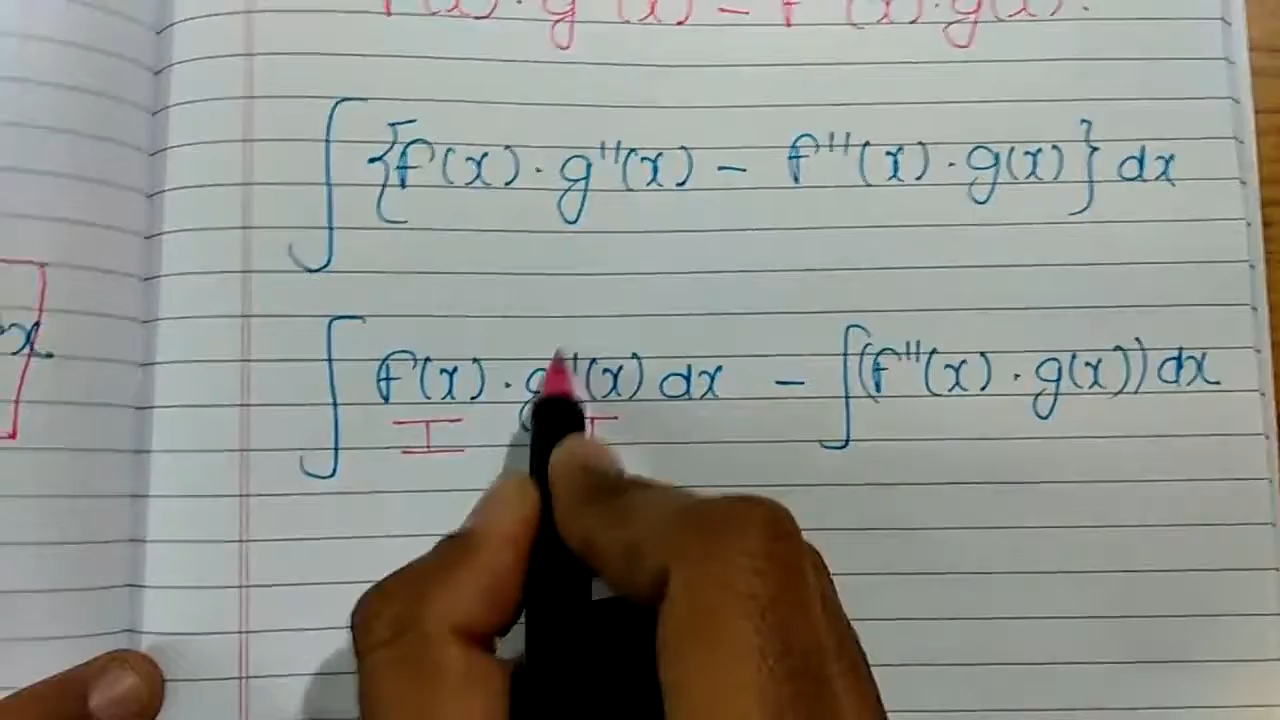 f(x) · g''(x) – f''(x) · g(x).
∫ {f(x) · g''(x) – f''(x) · g(x)} dx
x
∫ f(x) · g''(x) dx – ∫(f''(x) · g(x)) dx
I